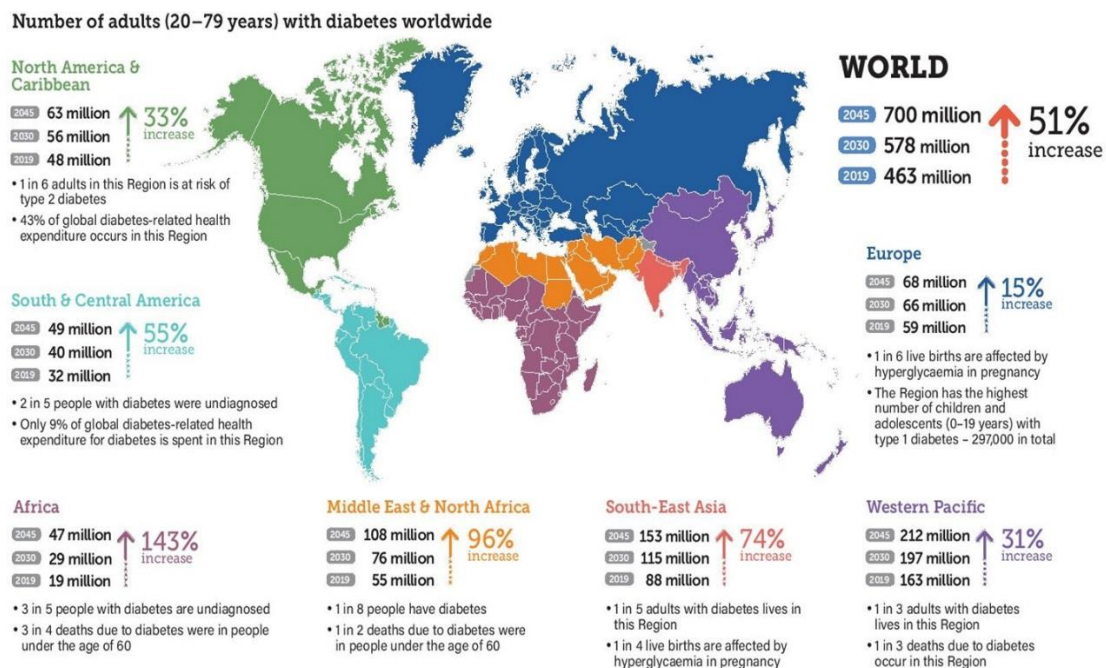 Number of adults (20–79 years) with diabetes worldwide
North America &
Caribbean
2045 63 million
2030 56 million
2019 48 million
33%
increase
• 1 in 6 adults in this Region is at risk of
type 2 diabetes
• 43% of global diabetes-related health
expenditure occurs in this Region
South & Central America
2045 49 million
2030 40 million
2019 32 million
55%
increase
• 2 in 5 people with diabetes were undiagnosed
• Only 9% of global diabetes-related health
expenditure for diabetes is spent in this Region
WORLD
2045 700 million
2030 578 million
2019 463 million
51%
increase
Europe
2045 68 million
2030 66 million
2019 59 million
15%
increase
• 1 in 6 live births are affected by
hyperglycaemia in pregnancy
• The Region has the highest
number of children and
adolescents (0–19 years) with
type 1 diabetes – 297,000 in total
Africa
2045 47 million
2030 29 million
2019 19 million
143%
increase
• 3 in 5 people with diabetes are undiagnosed
• 3 in 4 deaths due to diabetes were in people
under the age of 60
Middle East & North Africa
2045 108 million
2030 76 million
2019 55 million
96%
increase
• 1 in 8 people have diabetes
• 1 in 2 deaths due to diabetes were
in people under the age of 60
South-East Asia
2045 153 million
2030 115 million
2019 88 million
74%
increase
• 1 in 5 adults with diabetes lives in
this Region
• 1 in 4 live births are affected by
hyperglycaemia in pregnancy
Western Pacific
2045 212 million
2030 197 million
2019 163 million
31%
increase
• 1 in 3 adults with diabetes
lives in this Region
• 1 in 3 deaths due to diabetes
occur in this Region